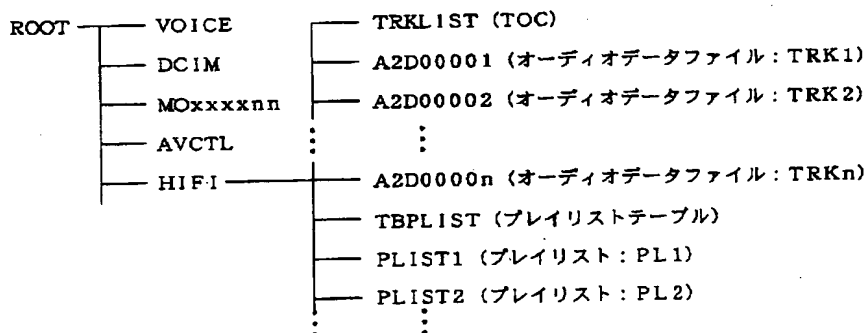 ROOT
VOICE
DCIM
MOxxxxnn
AVCTL
HIFI
TRKLIST (TOC)
A2D00001 (オーディオデータファイル:TRK1)
A2D00002 (オーディオデータファイル:TRK2)
A2D0000n (オーディオデータファイル:TRKn)
TBPLIST (プレイリストテーブル)
PLIST1 (プレイリスト:PL1)
PLIST2 (プレイリスト:PL2)